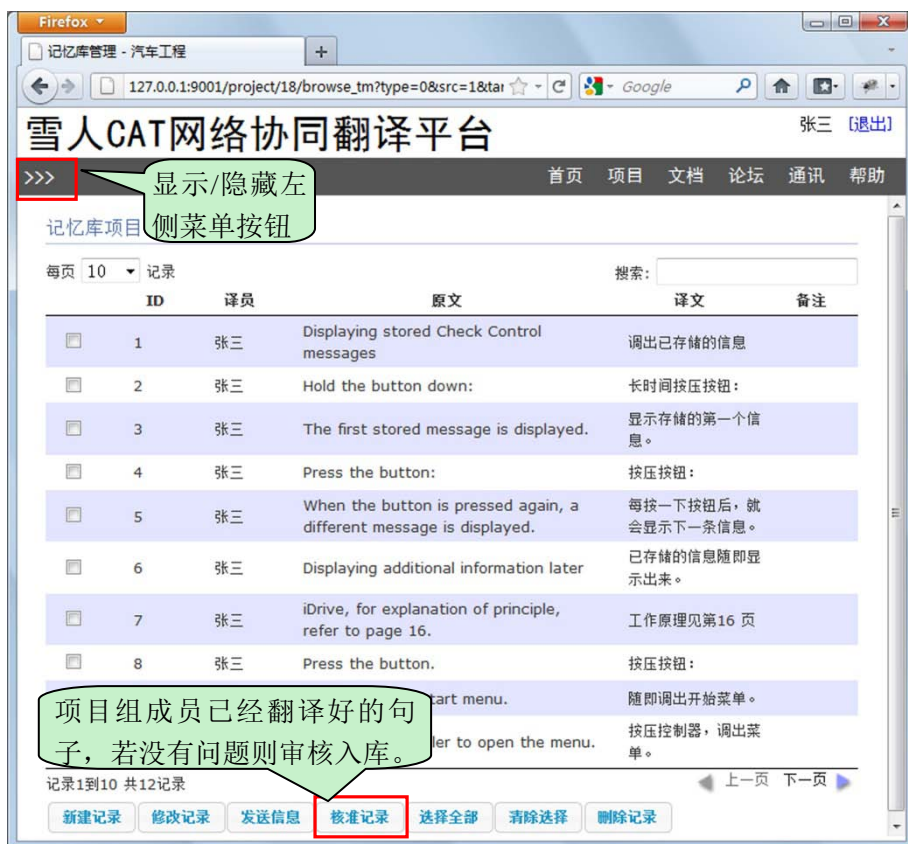 Firefox
记忆库管理 - 汽车工程
127.0.0.1:9001/project/18/browse_tm?type=0&src=1&tar
Google
雪人CAT网络协同翻译平台
张三 [退出]
>>>
首页 项目 文档 论坛 通讯 帮助
显示/隐藏左
侧菜单按钮
记忆库项目
每页 10 记录
搜索:
ID 译员 原文 译文 备注
1 张三 Displaying stored Check Control messages 调出已存储的信息
2 张三 Hold the button down: 长时间按压按钮:
3 张三 The first stored message is displayed. 显示存储的第一个信息。
4 张三 Press the button: 按压按钮:
5 张三 When the button is pressed again, a different message is displayed. 每按一下按钮后，就会显示下一条信息。
6 张三 Displaying additional information later 已存储的信息随即显示出来。
7 张三 iDrive, for explanation of principle, refer to page 16. 工作原理见第16 页
8 张三 Press the button. 按压按钮:
tart menu. 随即调出开始菜单。
ler to open the menu. 按压控制器，调出菜单。
项目组成员已经翻译好的句
子，若没有问题则审核入库。
记录1到10 共12记录
上一页 下一页
新建记录 修改记录 发送信息 核准记录 选择全部 清除选择 删除记录